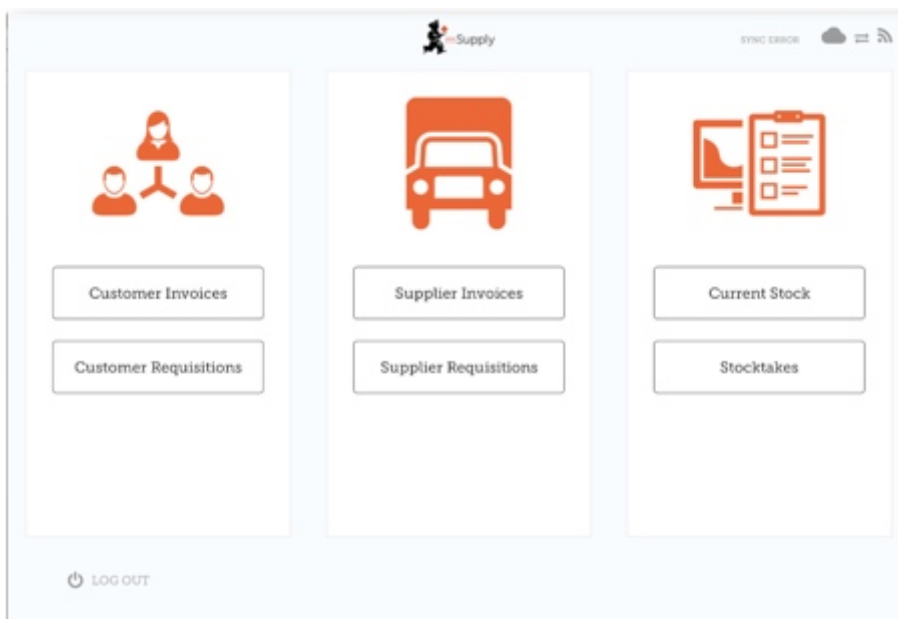 mSupply
SYNC ERROR
Customer Invoices
Customer Requisitions
Supplier Invoices
Supplier Requisitions
Current Stock
Stocktakes
LOG OUT